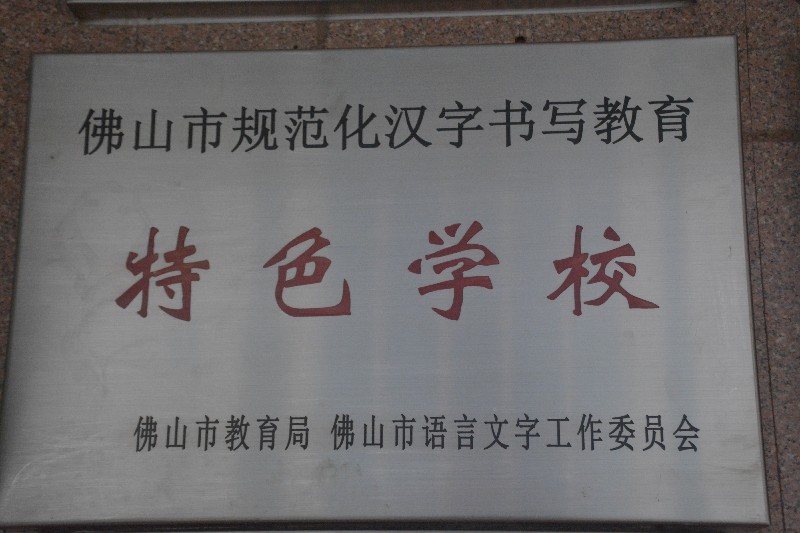 佛山市规范化汉字书写教育
特色学校
佛山市教育局 佛山市语言文字工作委员会